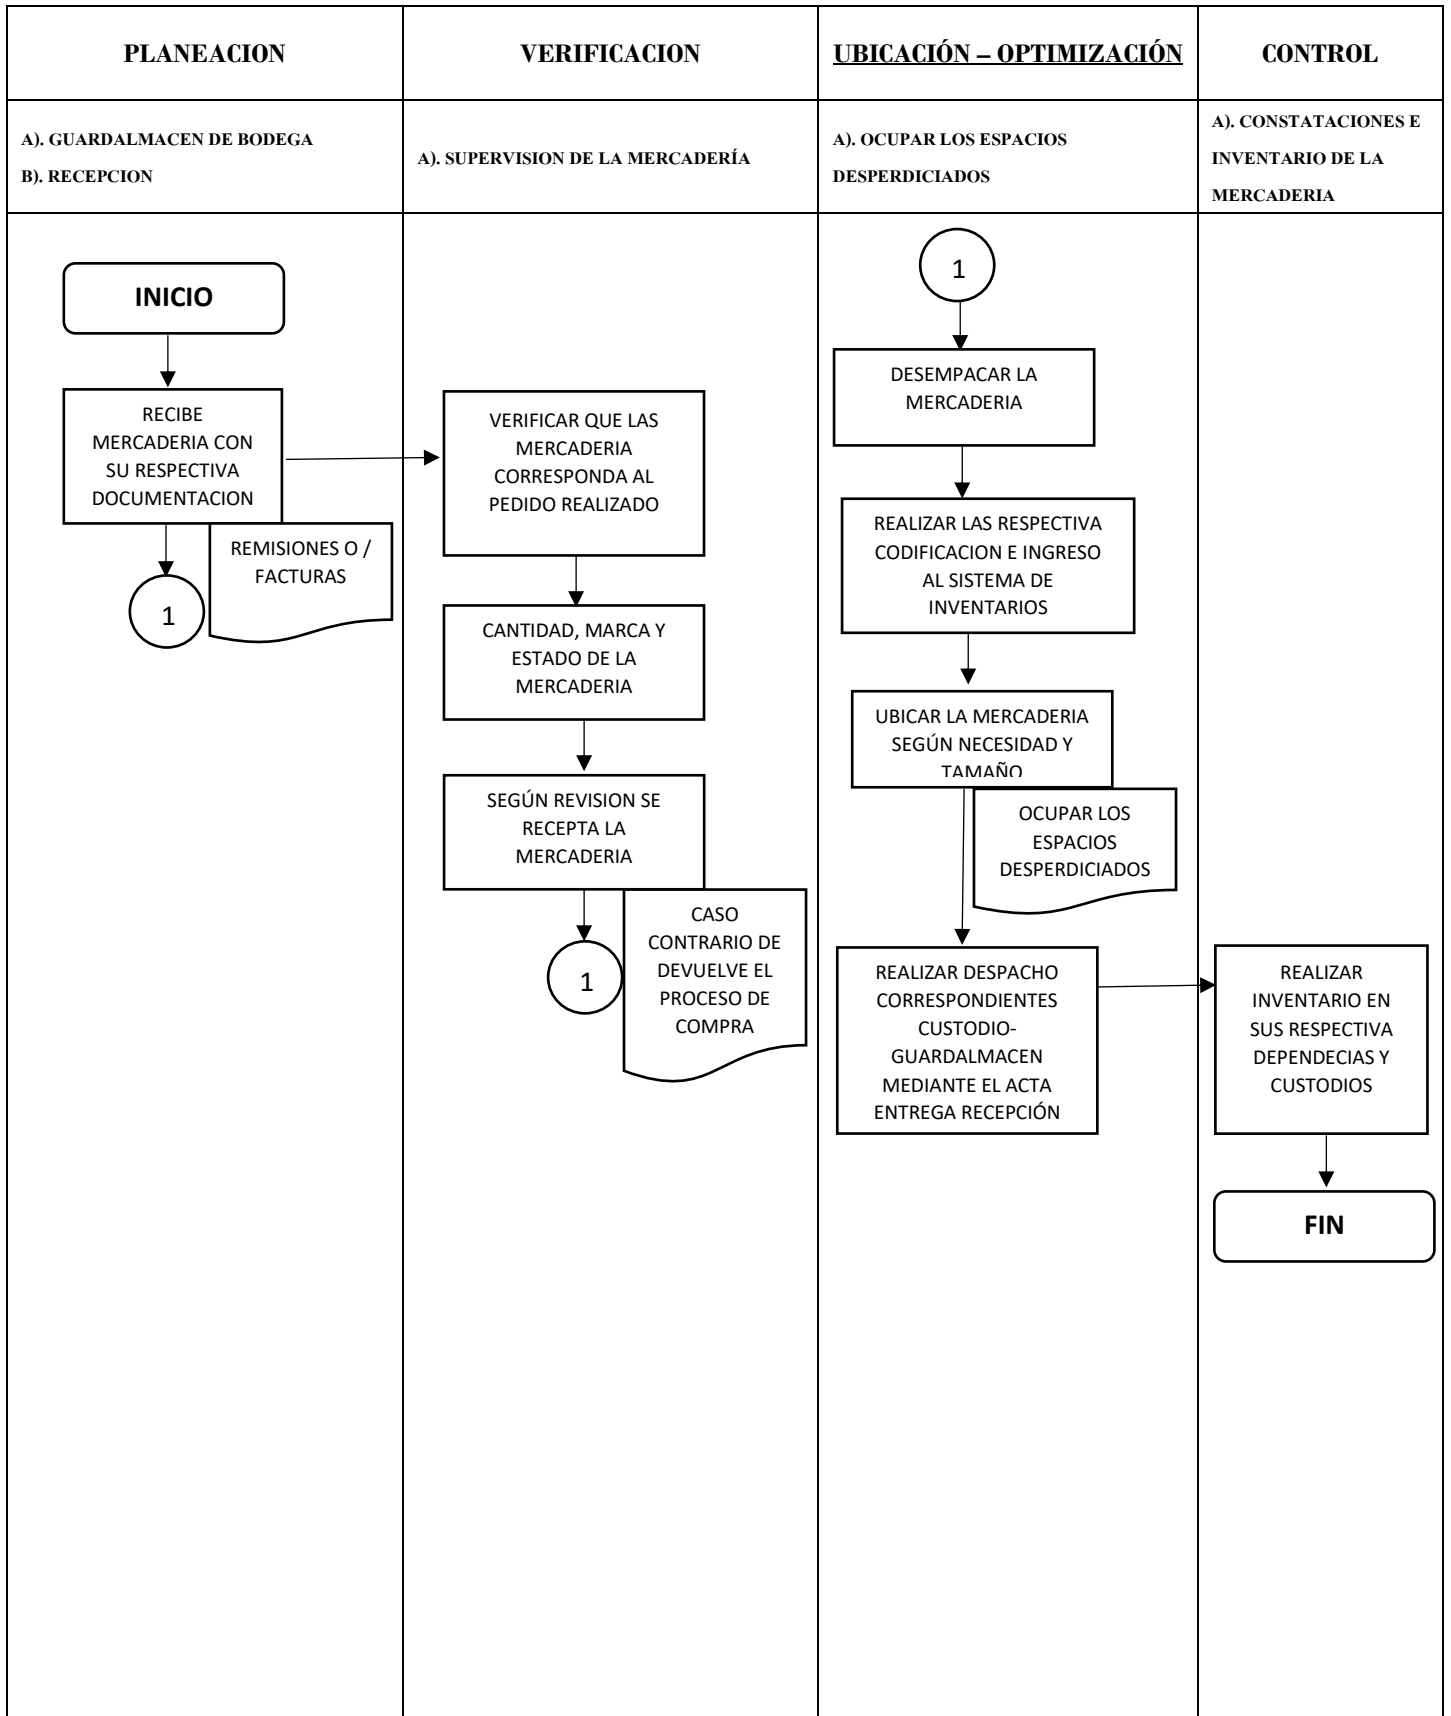 PLANEACION
VERIFICACION
UBICACIÓN – OPTIMIZACIÓN
CONTROL
A). GUARDALMACEN DE BODEGA
B). RECEPCION
A). SUPERVISION DE LA MERCADERÍA
A). OCUPAR LOS ESPACIOS
DESPERDICIADOS
A). CONSTATACIONES E
INVENTARIO DE LA
MERCADERIA
INICIO
RECIBE
MERCADERIA CON
SU RESPECTIVA
DOCUMENTACION
REMISIONES O /
FACTURAS
1
VERIFICAR QUE LAS
MERCADERIA
CORRESPONDA AL
PEDIDO REALIZADO
CANTIDAD, MARCA Y
ESTADO DE LA
MERCADERIA
SEGÚN REVISION SE
RECEPTA LA
MERCADERIA
CASO
CONTRARIO DE
DEVUELVE EL
PROCESO DE
COMPRA
1
1
DESEMPACAR LA
MERCADERIA
REALIZAR LAS RESPECTIVA
CODIFICACION E INGRESO
AL SISTEMA DE
INVENTARIOS
UBICAR LA MERCADERIA
SEGÚN NECESIDAD Y
TAMAÑO
OCUPAR LOS
ESPACIOS
DESPERDICIADOS
REALIZAR DESPACHO
CORRESPONDIENTES
CUSTODIO-
GUARDALMACEN
MEDIANTE EL ACTA
ENTREGA RECEPCIÓN
REALIZAR
INVENTARIO EN
SUS RESPECTIVA
DEPENDECIAS Y
CUSTODIOS
FIN